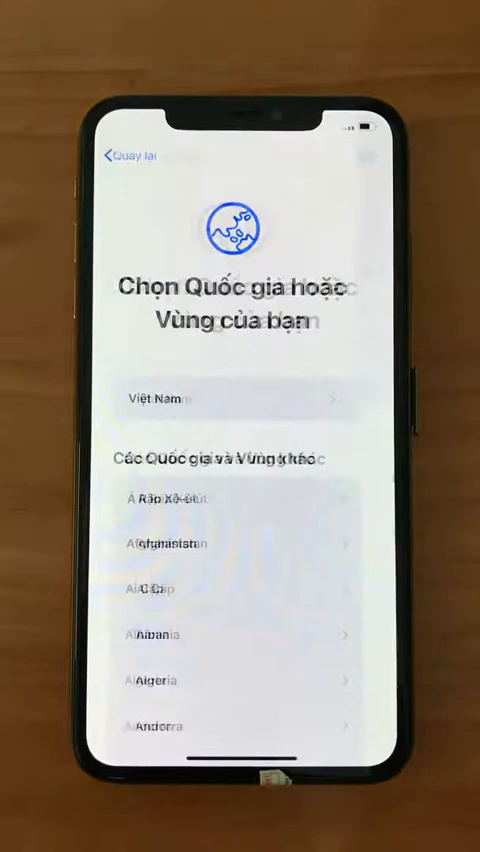 Quay lại
Chọn Quốc gia hoặc
Vùng của bạn
Việt Nam
Các Quốc gia và Vùng khác
Ả Rập Xê-út
Afghanistan
Ai Cập
Albania
Algeria
Andorra